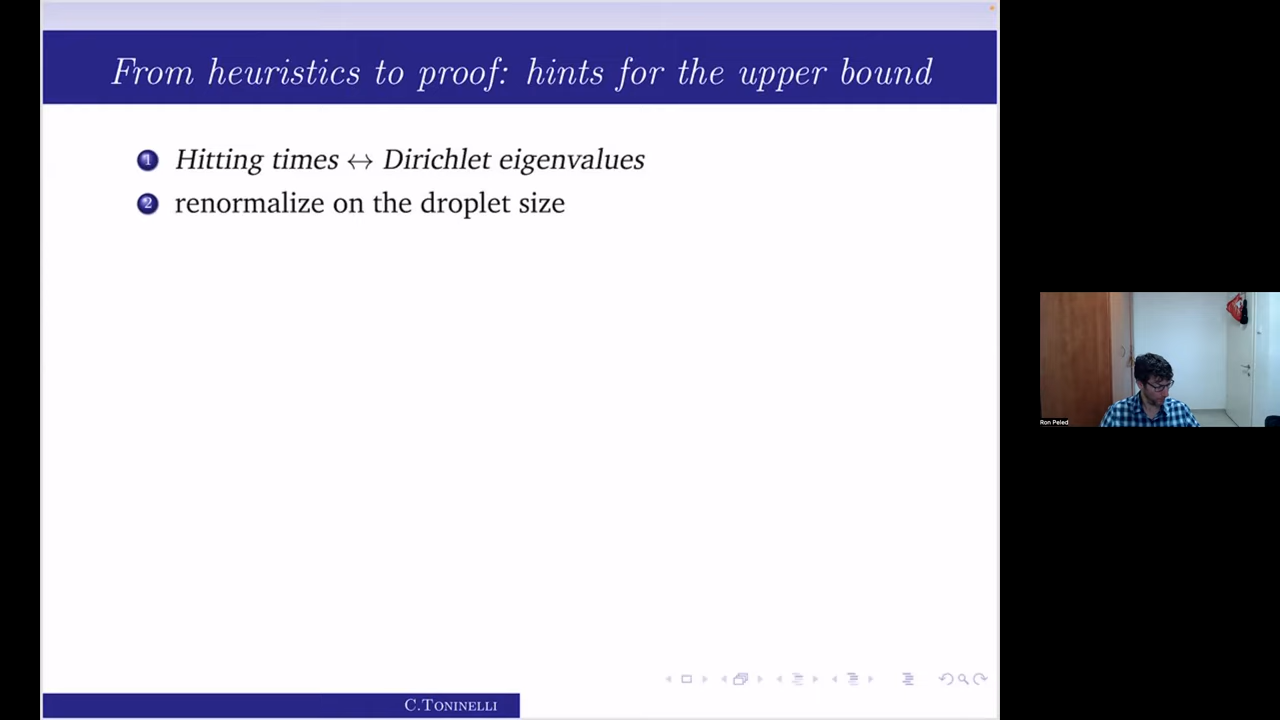 From heuristics to proof: hints for the upper bound
1 Hitting times ↔ Dirichlet eigenvalues
2 renormalize on the droplet size
Ron Peled
C.Toninelli